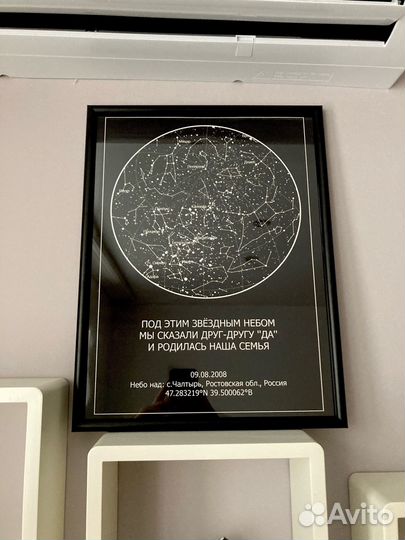 ПОД ЭТИМ ЗВЁЗДНЫМ НЕБОМ
МЫ СКАЗАЛИ ДРУГ-ДРУГУ "ДА"
И РОДИЛАСЬ НАША СЕМЬЯ
09.08.2008
Небо над: с.Чалтырь, Ростовская обл., Россия
47.283219°N 39.500062°B
Avito